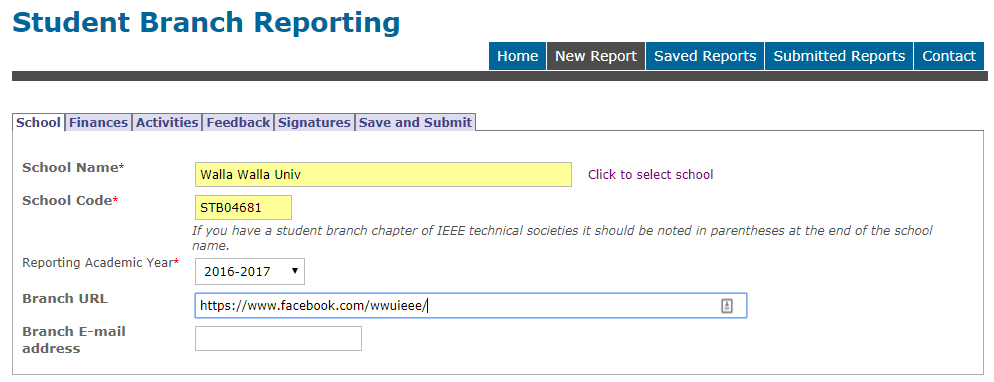 Student Branch Reporting
Home New Report Saved Reports Submitted Reports Contact
School Finances Activities Feedback Signatures Save and Submit
School Name* Walla Walla Univ Click to select school
School Code* STB04681
If you have a student branch chapter of IEEE technical societies it should be noted in parentheses at the end of the school
name.
Reporting Academic Year* 2016-2017
Branch URL https://www.facebook.com/wwuieee/
Branch E-mail
address